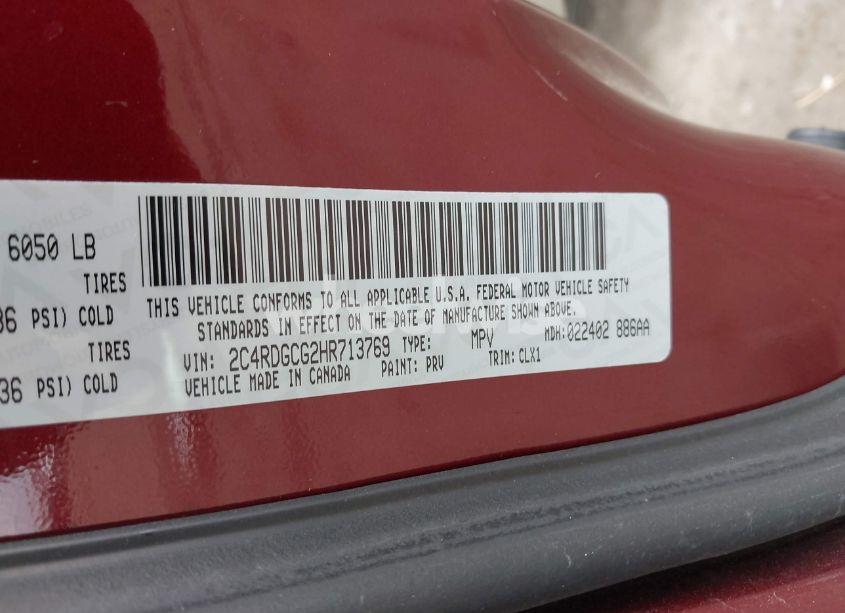 6050 LB
TIRES
36 PSI) COLD
TIRES
36 PSI) COLD
THIS VEHICLE CONFORMS TO ALL APPLICABLE U.S.A. FEDERAL MOTOR VEHICLE SAFETY
STANDARDS IN EFFECT ON THE DATE OF MANUFACTURE SHOWN ABOVE.
VIN: 2C4RDGCG2HR713769 TYPE: MPV MDH:022402 886AA
VEHICLE MADE IN CANADA PAINT: PRV TRIM: CLX1